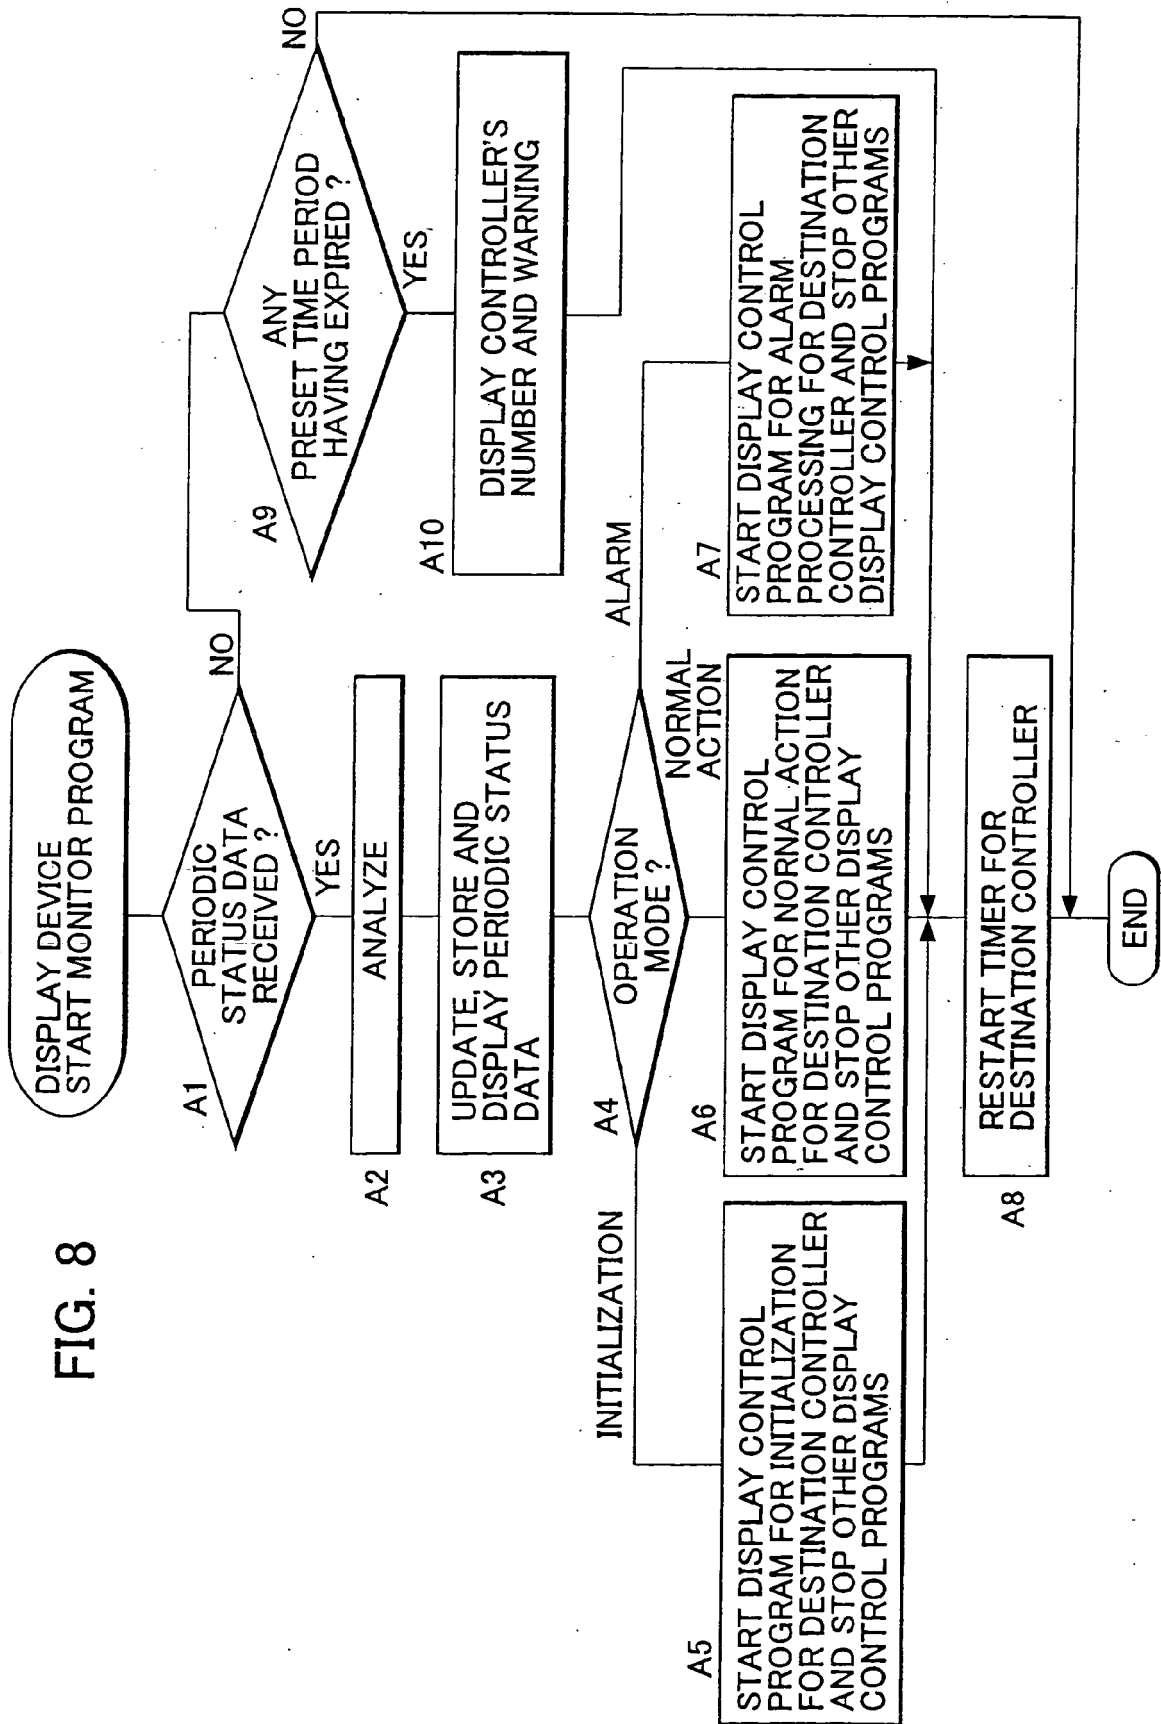 FIG. 8
DISPLAY DEVICE
START MONITOR PROGRAM
A1
PERIODIC
STATUS DATA
RECEIVED ?
NO
YES
A2
ANALYZE
A3
UPDATE, STORE AND
DISPLAY PERIODIC STATUS
DATA
A4
OPERATION
MODE ?
INITIALIZATION
NORMAL
ACTION
ALARM
A5
START DISPLAY CONTROL
PROGRAM FOR INITIALIZATION
FOR DESTINATION CONTROLLER
AND STOP OTHER DISPLAY
CONTROL PROGRAMS
A6
START DISPLAY CONTROL
PROGRAM FOR NORNAL ACTION
FOR DESTINATION CONTROLLER
AND STOP OTHER DISPLAY
CONTROL PROGRAMS
A7
START DISPLAY CONTROL
PROGRAM FOR ALARM
PROCESSING FOR DESTINATION
CONTROLLER AND STOP OTHER
DISPLAY CONTROL PROGRAMS
A8
RESTART TIMER FOR
DESTINATION CONTROLLER
A9
ANY
PRESET TIME PERIOD
HAVING EXPIRED ?
NO
YES
A10
DISPLAY CONTROLLER'S
NUMBER AND WARNING
END